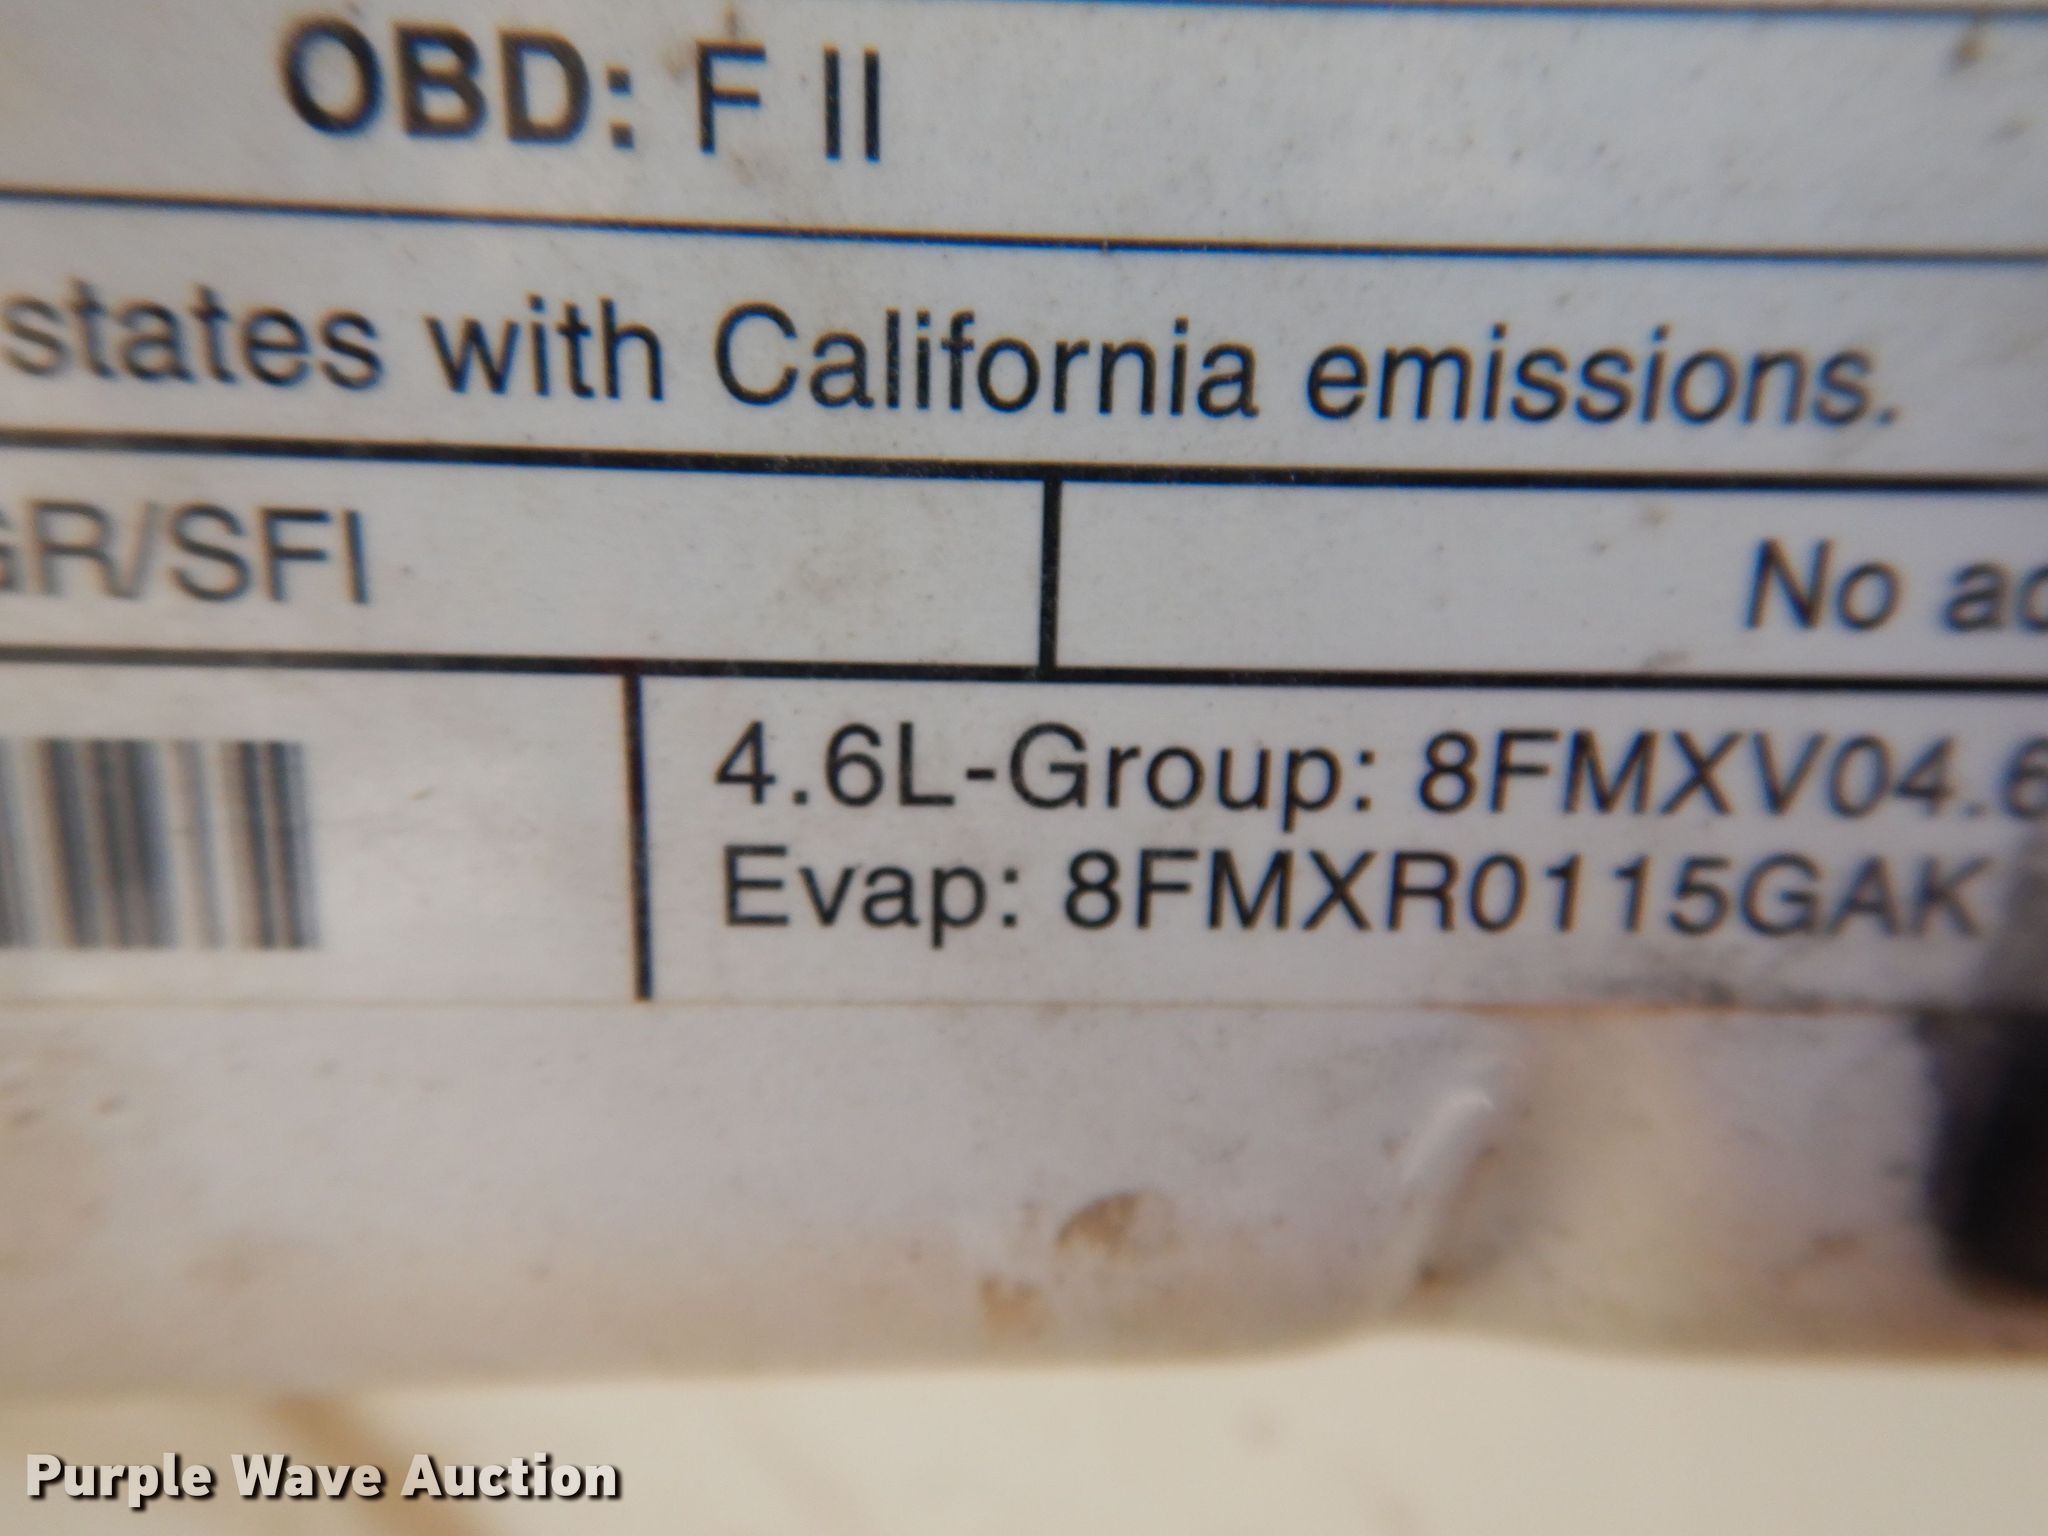 OBD: F II
states with California emissions.
GR/SFI
No ad
4.6L-Group: 8FMXV04.6
Evap: 8FMXR0115GAK
Purple Wave Auction